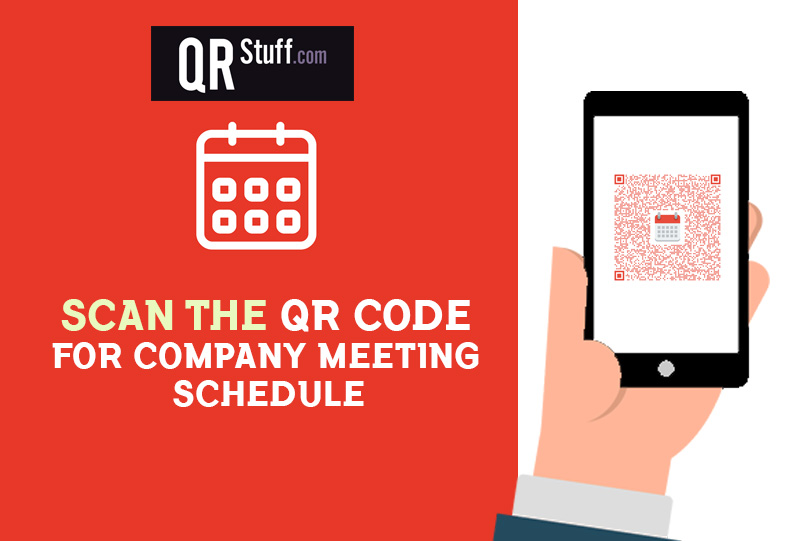 QR Stuff.com
SCAN THE QR CODE
FOR COMPANY MEETING
SCHEDULE